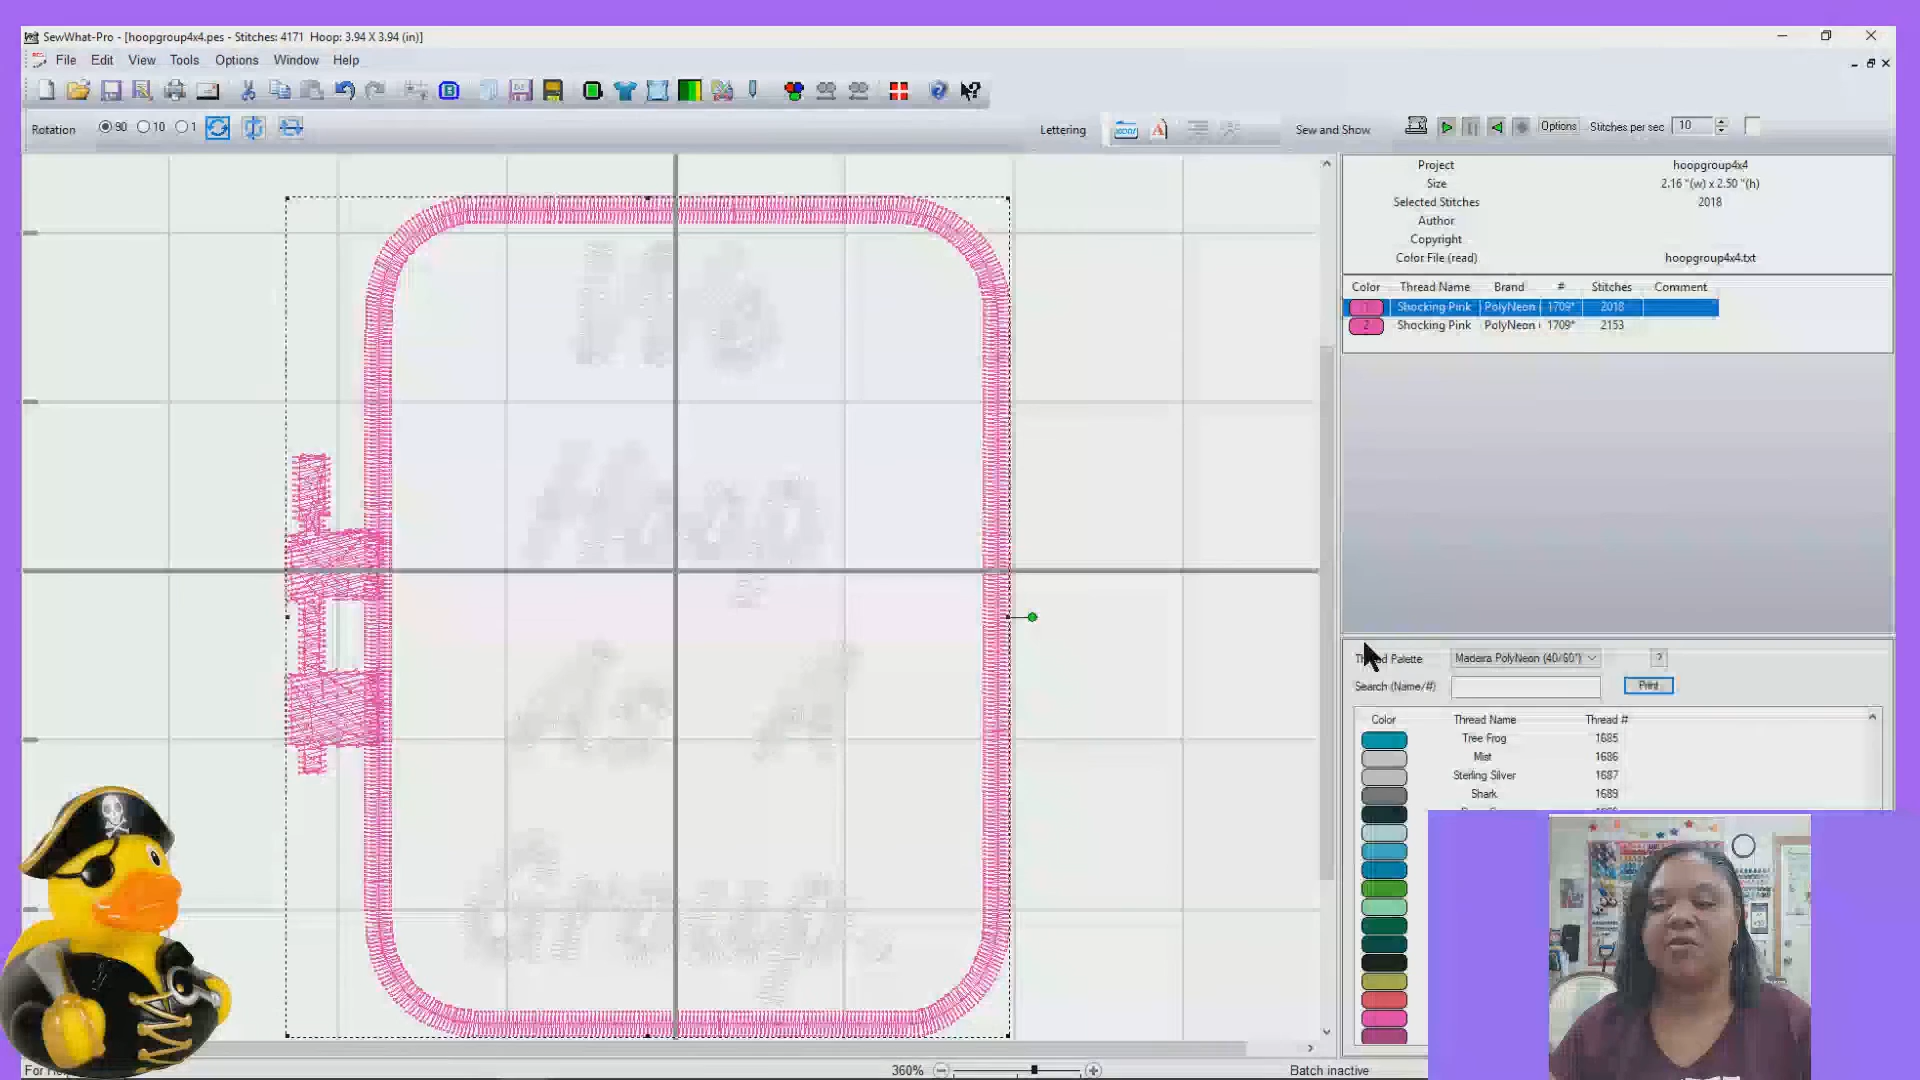 SewWhat-Pro - [hoopgroup4x4.pes - Stitches: 4171 Hoop: 3.94 X 3.94 (in)]
File Edit View Tools Options Window Help
Rotation 90 10 1 Lettering Sew and Show Options Stitches per sec 10
Project hoopgroup4x4
Size 2.16 "(w) x 2.50 "(h)
Selected Stitches 2018
Author
Copyright
Color File (read) hoopgroup4x4.txt
Color Thread Name Brand # Stitches Comment
1 Shocking Pink PolyNeon 1709* 2018
2 Shocking Pink PolyNeon 1709* 2153
We
Hoop,
As A
Group.
Palette Madeira PolyNeon (40/60*) ?
Search (Name/#) Print
Color Thread Name Thread #
Tree Frog 1685
Mist 1686
Sterling Silver 1687
Shark 1689
360% Batch inactive